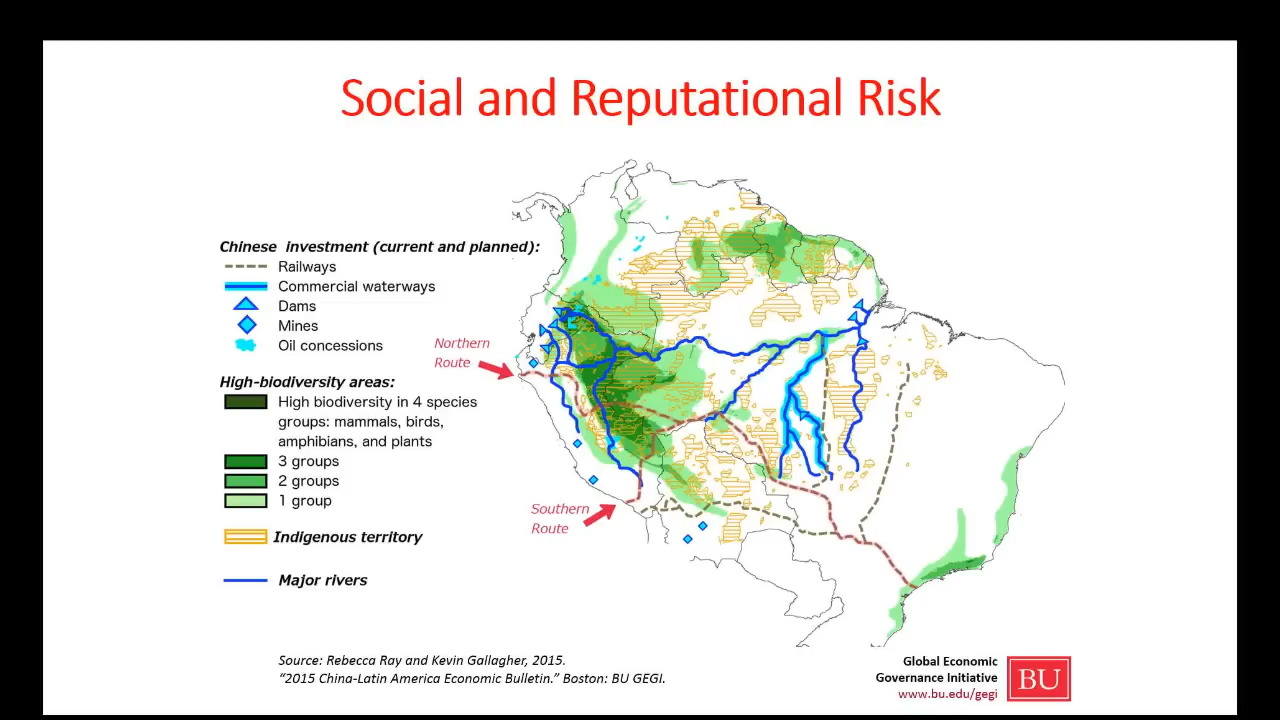 Social and Reputational Risk
Chinese investment (current and planned):
Railways
Commercial waterways
Dams
Mines
Oil concessions
High-biodiversity areas:
High biodiversity in 4 species
groups: mammals, birds,
amphibians, and plants
3 groups
2 groups
1 group
Indigenous territory
Major rivers
Northern
Route
Southern
Route
Source: Rebecca Ray and Kevin Gallagher, 2015.
“2015 China-Latin America Economic Bulletin.” Boston: BU GEGI.
Global Economic
Governance Initiative
www.bu.edu/gegi
BU